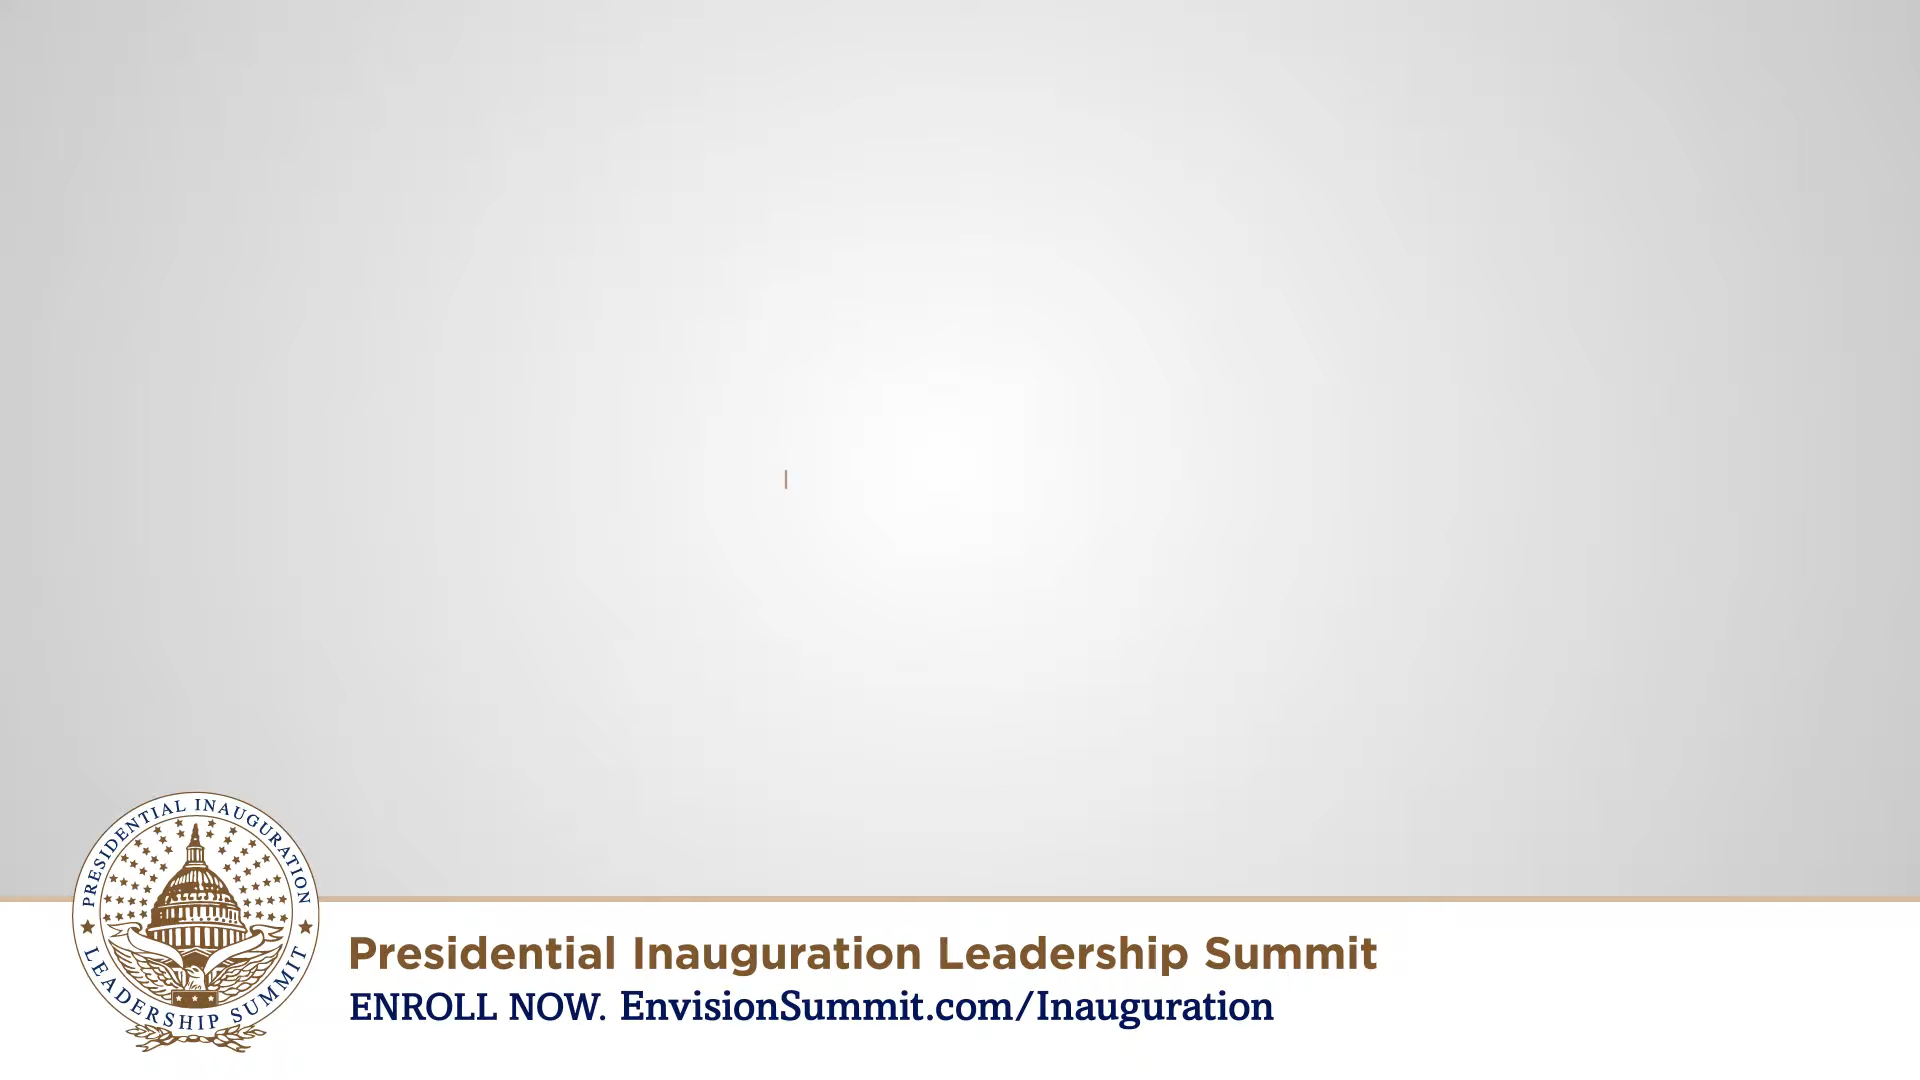 PRESIDENTIAL INAUGURATION
LEADERSHIP SUMMIT
Presidential Inauguration Leadership Summit
ENROLL NOW. EnvisionSummit.com/Inauguration